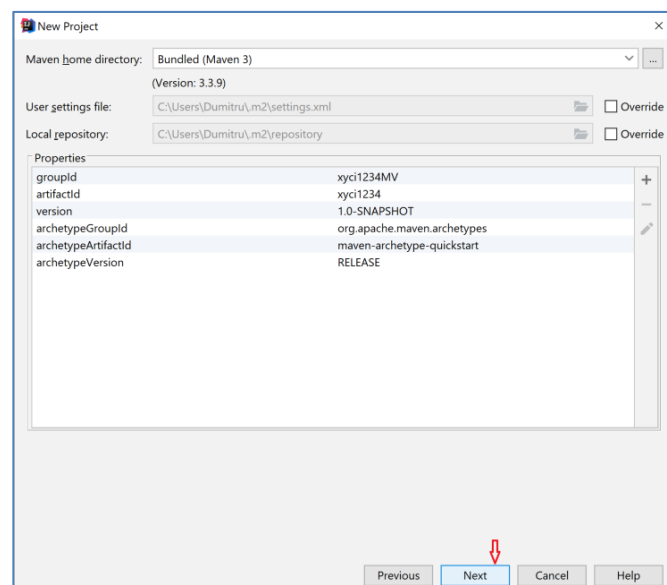 New Project
Maven home directory: Bundled (Maven 3) ...
(Version: 3.3.9)
User settings file: C:\Users\Dumitru\.m2\settings.xml Override
Local repository: C:\Users\Dumitru\.m2\repository Override
Properties
groupId xyci1234MV
artifactId xyci1234
version 1.0-SNAPSHOT
archetypeGroupId org.apache.maven.archetypes
archetypeArtifactId maven-archetype-quickstart
archetypeVersion RELEASE
Previous Next Cancel Help